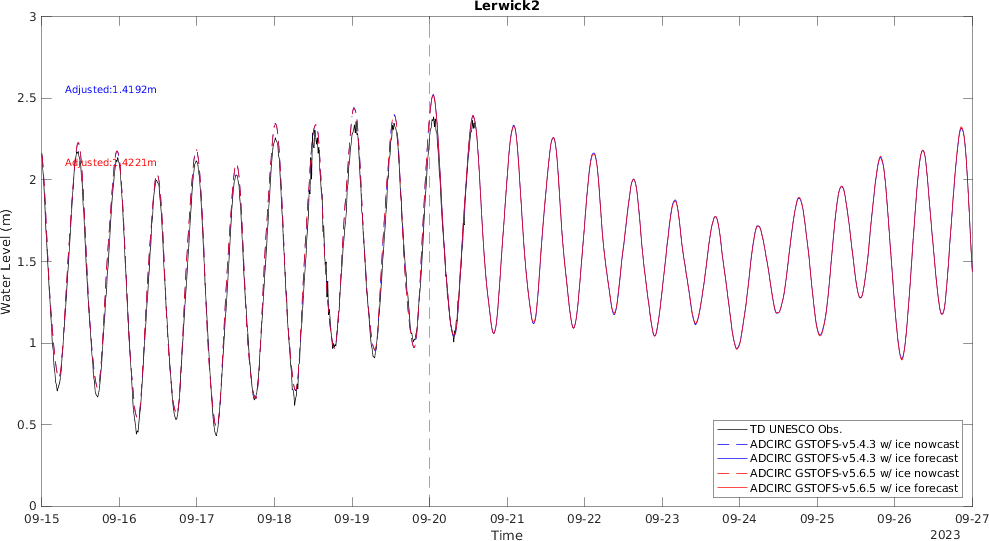 Lerwick2
3
2.5
2
1.5
1
0.5
0
Water Level (m)
Adjusted:1.4192m
Adjusted:1.4221m
TD UNESCO Obs.
ADCIRC GSTOFS-v5.4.3 w/ ice nowcast
ADCIRC GSTOFS-v5.4.3 w/ ice forecast
ADCIRC GSTOFS-v5.6.5 w/ ice nowcast
ADCIRC GSTOFS-v5.6.5 w/ ice forecast
09-15 09-16 09-17 09-18 09-19 09-20 09-21 09-22 09-23 09-24 09-25 09-26 09-27
Time
2023